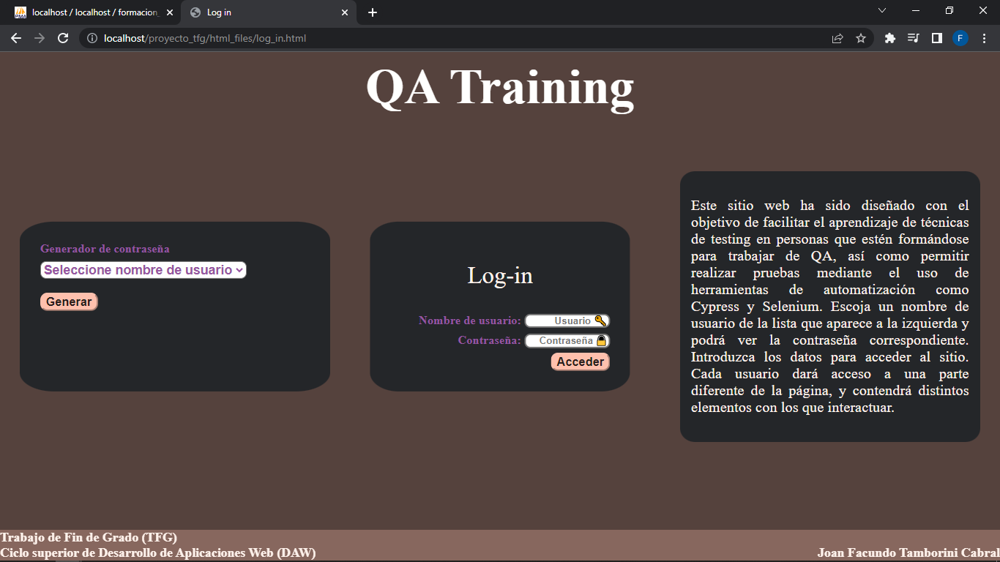 localhost / localhost / formacion_
Log in
localhost/proyecto_tfg/html_files/log_in.html
F
QA Training
Generador de contraseña
Seleccione nombre de usuario
Generar
Log-in
Nombre de usuario: Usuario
Contraseña: Contraseña
Acceder
Este sitio web ha sido diseñado con el
objetivo de facilitar el aprendizaje de técnicas
de testing en personas que estén formándose
para trabajar de QA, así como permitir
realizar pruebas mediante el uso de
herramientas de automatización como
Cypress y Selenium. Escoja un nombre de
usuario de la lista que aparece a la izquierda y
podrá ver la contraseña correspondiente.
Introduzca los datos para acceder al sitio.
Cada usuario dará acceso a una parte
diferente de la página, y contendrá distintos
elementos con los que interactuar.
Trabajo de Fin de Grado (TFG)
Ciclo superior de Desarrollo de Aplicaciones Web (DAW)
Joan Facundo Tamborini Cabral